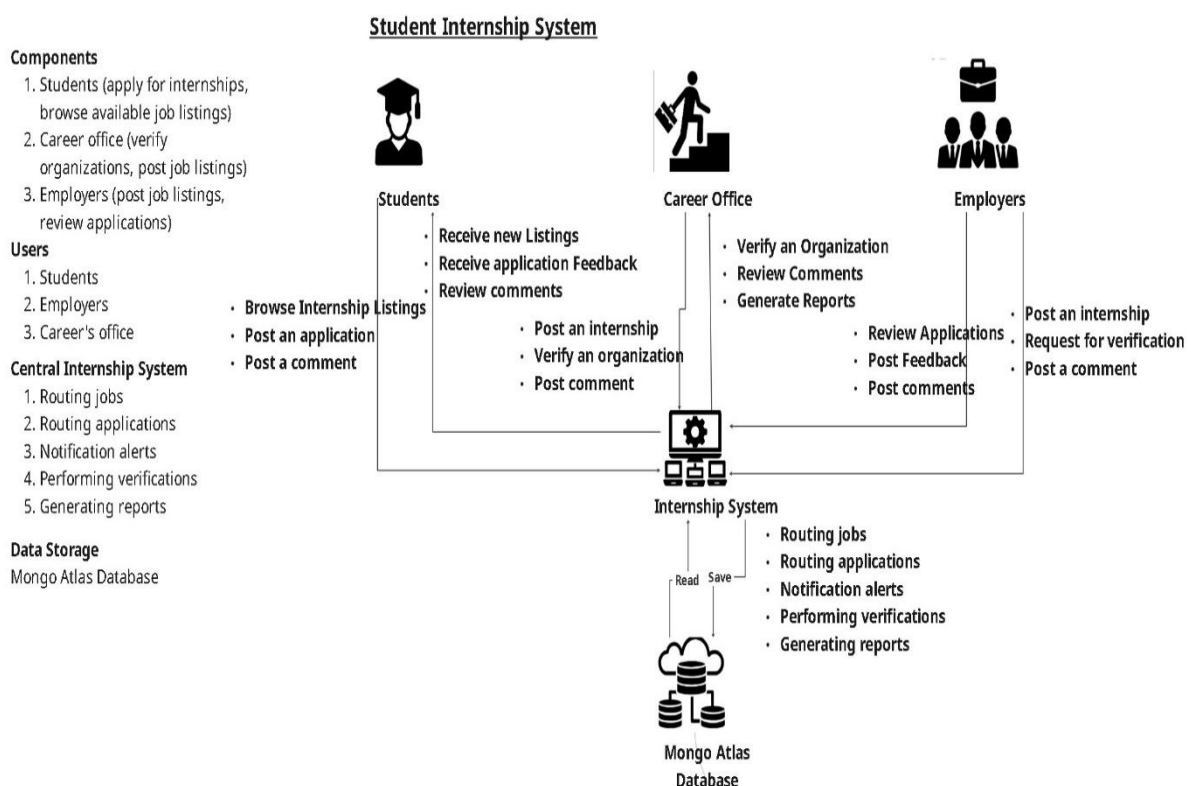 Student Internship System
Components
1. Students (apply for internships,
browse available job listings)
2. Career office (verify
organizations, post job listings)
3. Employers (post job listings,
review applications)
Users
1. Students
2. Employers
3. Career's office
Central Internship System
1. Routing jobs
2. Routing applications
3. Notification alerts
4. Performing verifications
5. Generating reports
Data Storage
Mongo Atlas Database
Students
Career Office
Employers
· Receive new Listings
· Receive application Feedback
· Review comments
· Browse Internship Listings
· Post an application
· Post a comment
· Post an internship
· Verify an organization
· Post comment
· Verify an Organization
· Review Comments
· Generate Reports
· Review Applications
· Post Feedback
· Post comments
· Post an internship
· Request for verification
· Post a comment
Internship System
· Routing jobs
· Routing applications
· Notification alerts
· Performing verifications
· Generating reports
Read
Save
Mongo Atlas
Database